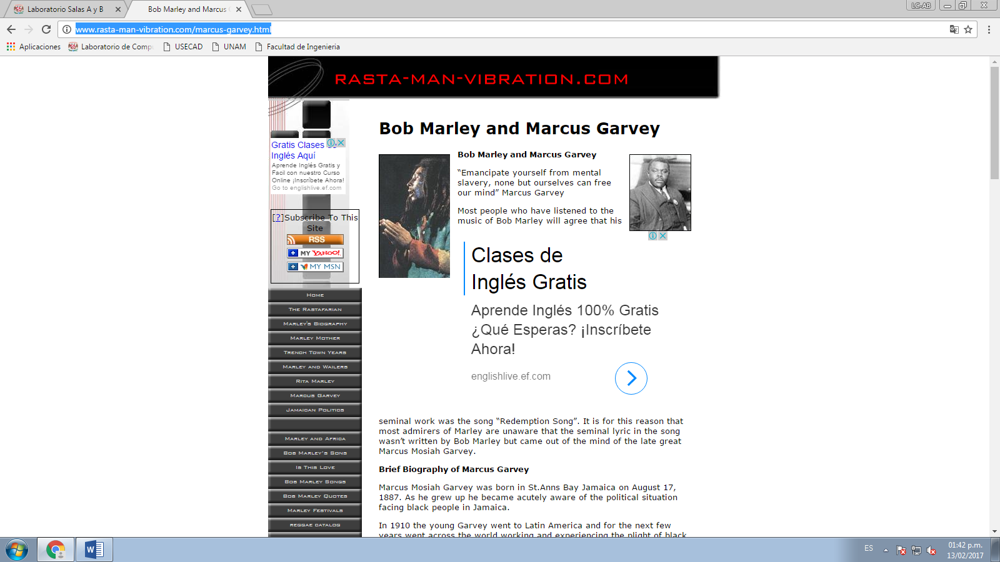 Laboratorio Salas A y B
Bob Marley and Marcus
LC-AB
www.rasta-man-vibration.com/marcus-garvey.html
Aplicaciones
Laboratorio de Comp
USECAD
UNAM
Facultad de Ingenieria
RASTA-MAN-VIBRATION.COM
Gratis Clases de
Inglés Aquí
Aprende Inglés Gratis y
Facil con nuestro Curso
Online ¡Inscríbete Ahora!
Go to englishlive.ef.com
[?]Subscribe To This
Site
RSS
MY YAHOO!
MY MSN
Home
The Rastafarian
Marley's Biography
Marley Mother
Trench Town Years
Marley and Wailers
Rita Marley
Marcus Garvey
Jamaican Politics
Marley and Africa
Bob Marley's Sons
Is This Love
Bob Marley Songs
Bob Marley Quotes
Marley Festivals
reggae catalog
Bob Marley and Marcus Garvey
Bob Marley and Marcus Garvey
“Emancipate yourself from mental
slavery, none but ourselves can free
our mind” Marcus Garvey
Most people who have listened to the
music of Bob Marley will agree that his
Clases de
Inglés Gratis
Aprende Inglés 100% Gratis
¿Qué Esperas? ¡Inscríbete
Ahora!
englishlive.ef.com
seminal work was the song “Redemption Song”. It is for this reason that
most admirers of Marley are unaware that the seminal lyric in the song
wasn’t written by Bob Marley but came out of the mind of the late great
Marcus Mosiah Garvey.
Brief Biography of Marcus Garvey
Marcus Mosiah Garvey was born in St.Anns Bay Jamaica on August 17,
1887. As he grew up he became acutely aware of the political situation
facing black people in Jamaica.
In 1910 the young Garvey went to Latin America and for the next few
years went across the world working and experiencing the plight of black
ES
01:42 p.m.
13/02/2017